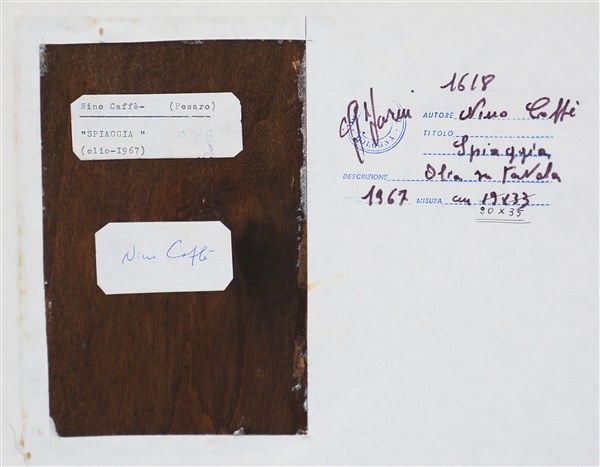 Nino Caffè- (Pesaro)
"SPIAGGIA "
(olio-1967)
Nino Caffè
1618
AUTORE Nino Caffè
TITOLO
Spiaggia
DESCRIZIONE Olio su tavola
1967 MISURA cm 19x33
20 x 35
BOLOGNA